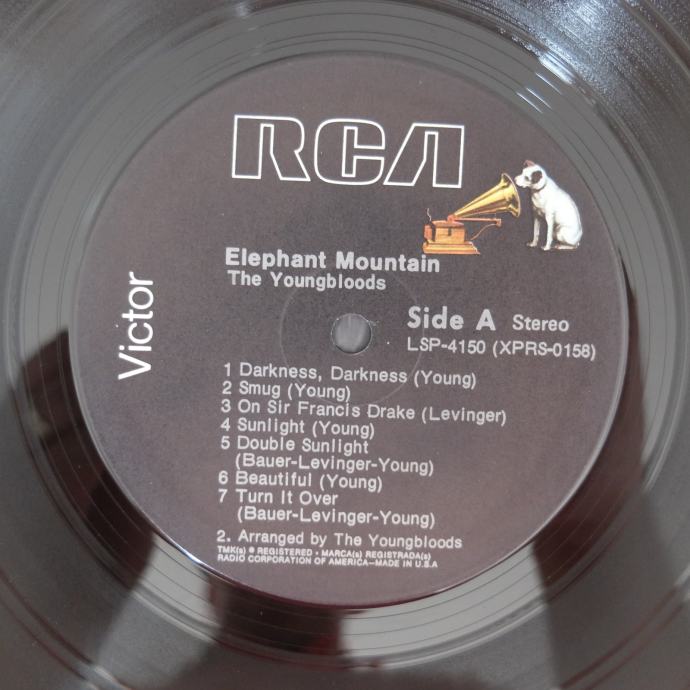 RCA
Victor
Elephant Mountain
The Youngbloods
Side A Stereo
LSP-4150 (XPRS-0158)
1 Darkness, Darkness (Young)
2 Smug (Young)
3 On Sir Francis Drake (Levinger)
4 Sunlight (Young)
5 Double Sunlight
(Bauer-Levinger-Young)
6 Beautiful (Young)
7 Turn It Over
(Bauer-Levinger-Young)
2. Arranged by The Youngbloods
TMK(s) ® REGISTERED • MARCA(s) REGISTRADA(s)
RADIO CORPORATION OF AMERICA—MADE IN U.S.A